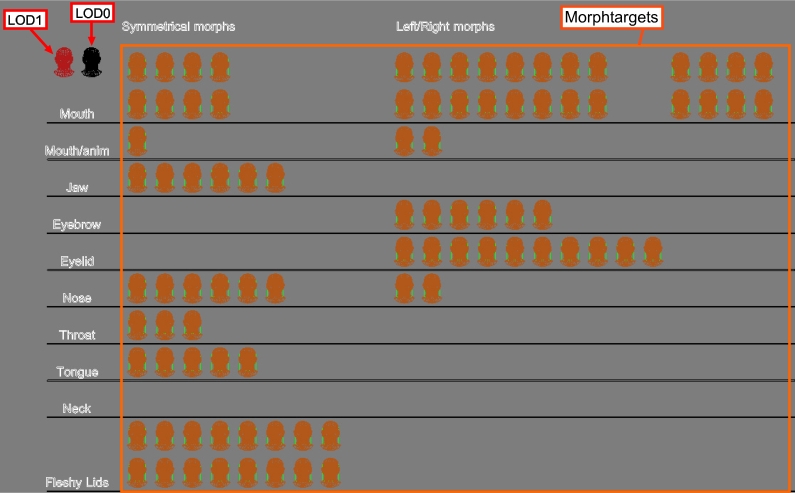 LOD1
LOD0
Symmetrical morphs
Left/Right morphs
Morphtargets
Mouth
Mouth/anim
Jaw
Eyebrow
Eyelid
Nose
Throat
Tongue
Neck
Fleshy Lids